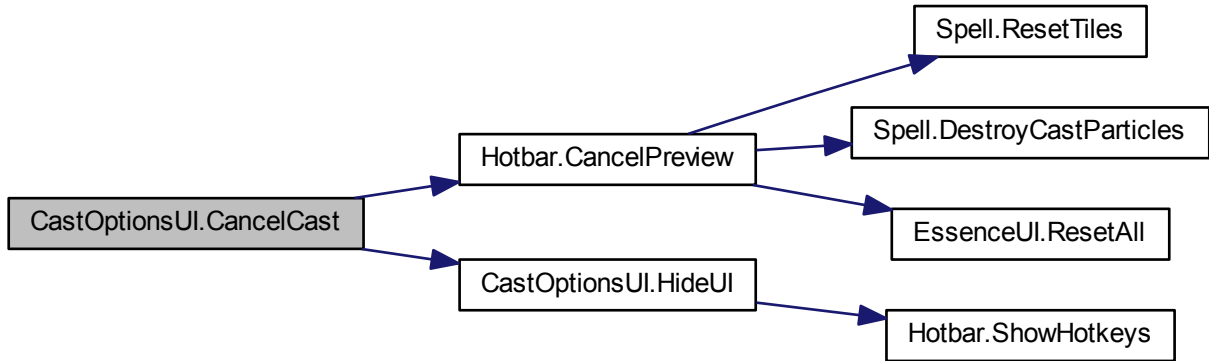 Spell.ResetTiles
Spell.DestroyCastParticles
Hotbar.CancelPreview
CastOptionsUI.CancelCast
EssenceUI.ResetAll
CastOptionsUI.HideUI
Hotbar.ShowHotkeys